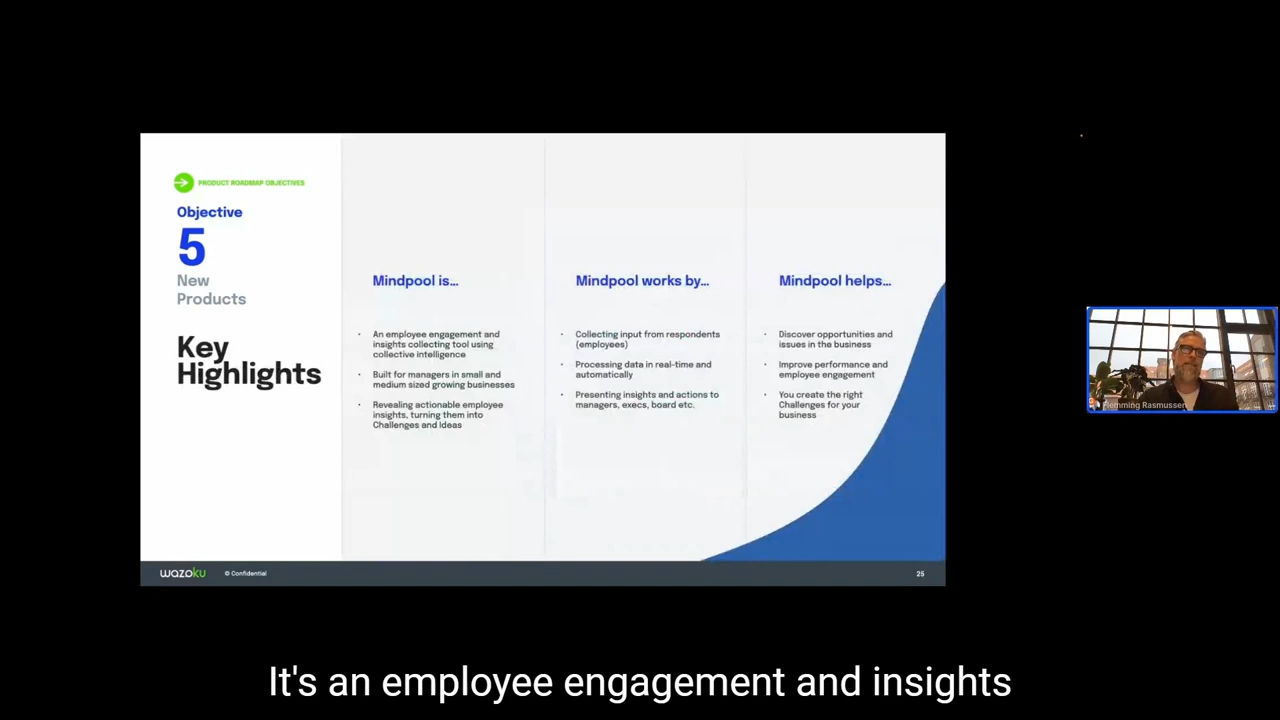 PRODUCT ROADMAP OBJECTIVES
Objective
5
New
Products
Key
Highlights
Mindpool is...
• An employee engagement and
insights collecting tool using
collective intelligence
• Built for managers in small and
medium sized growing businesses
• Revealing actionable employee
insights, turning them into
Challenges and Ideas
Mindpool works by...
• Collecting input from respondents
(employees)
• Processing data in real-time and
automatically
• Presenting insights and actions to
managers, execs, board etc.
Mindpool helps...
• Discover opportunities and
issues in the business
• Improve performance and
employee engagement
• You create the right
Challenges for your
business
wazoku
© Confidential
25
Flemming Rasmussen
It's an employee engagement and insights